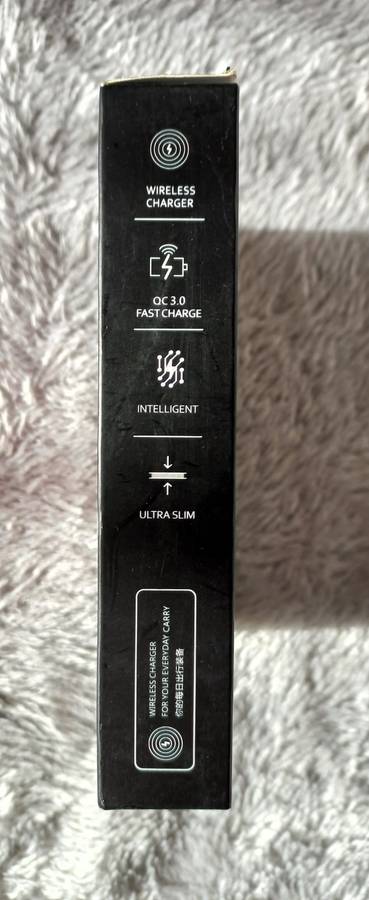 WIRELESS
CHARGER
QC 3.0
FAST CHARGE
INTELLIGENT
ULTRA SLIM
WIRELESS CHARGER
FOR YOUR EVERYDAY CARRY
你的每日出行装备